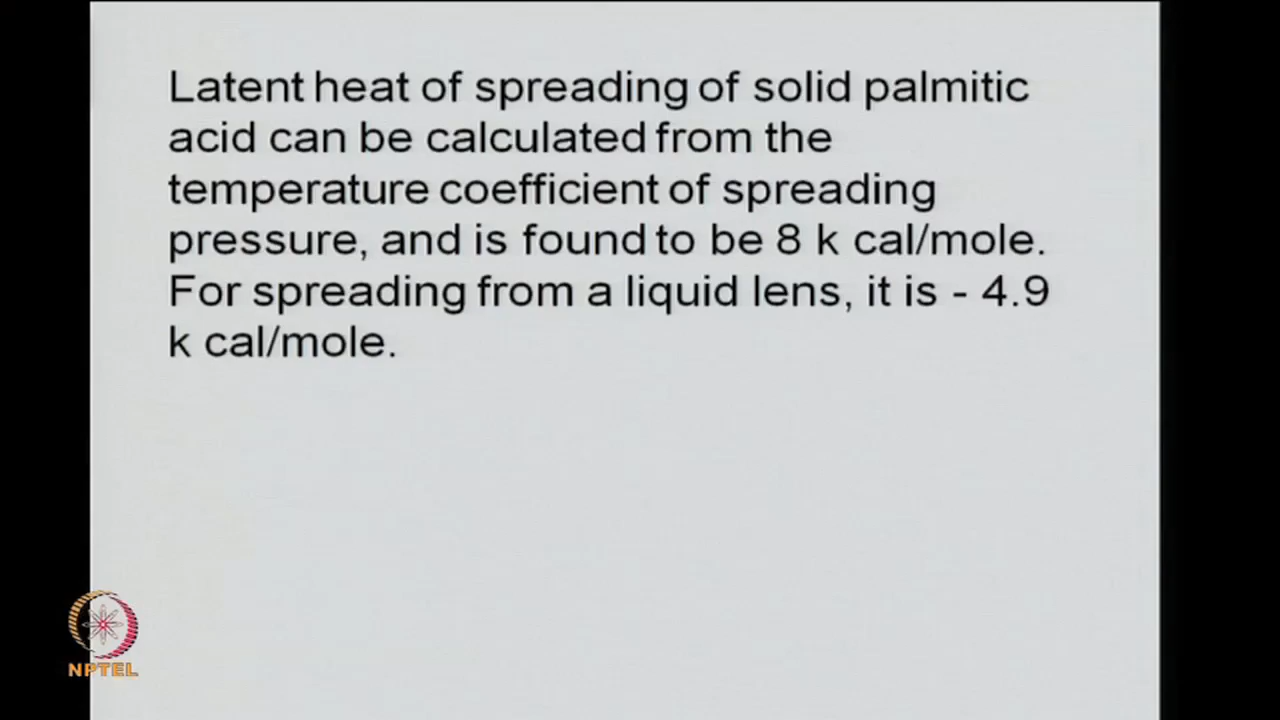 Latent heat of spreading of solid palmitic
acid can be calculated from the
temperature coefficient of spreading
pressure, and is found to be 8 k cal/mole.
For spreading from a liquid lens, it is - 4.9
k cal/mole.
NPTEL